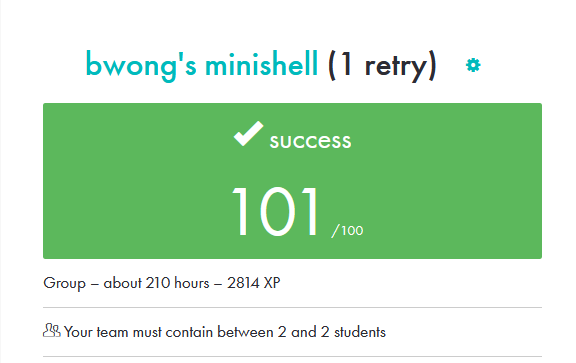 bwong's minishell (1 retry)
success
101 /100
Group – about 210 hours – 2814 XP
Your team must contain between 2 and 2 students